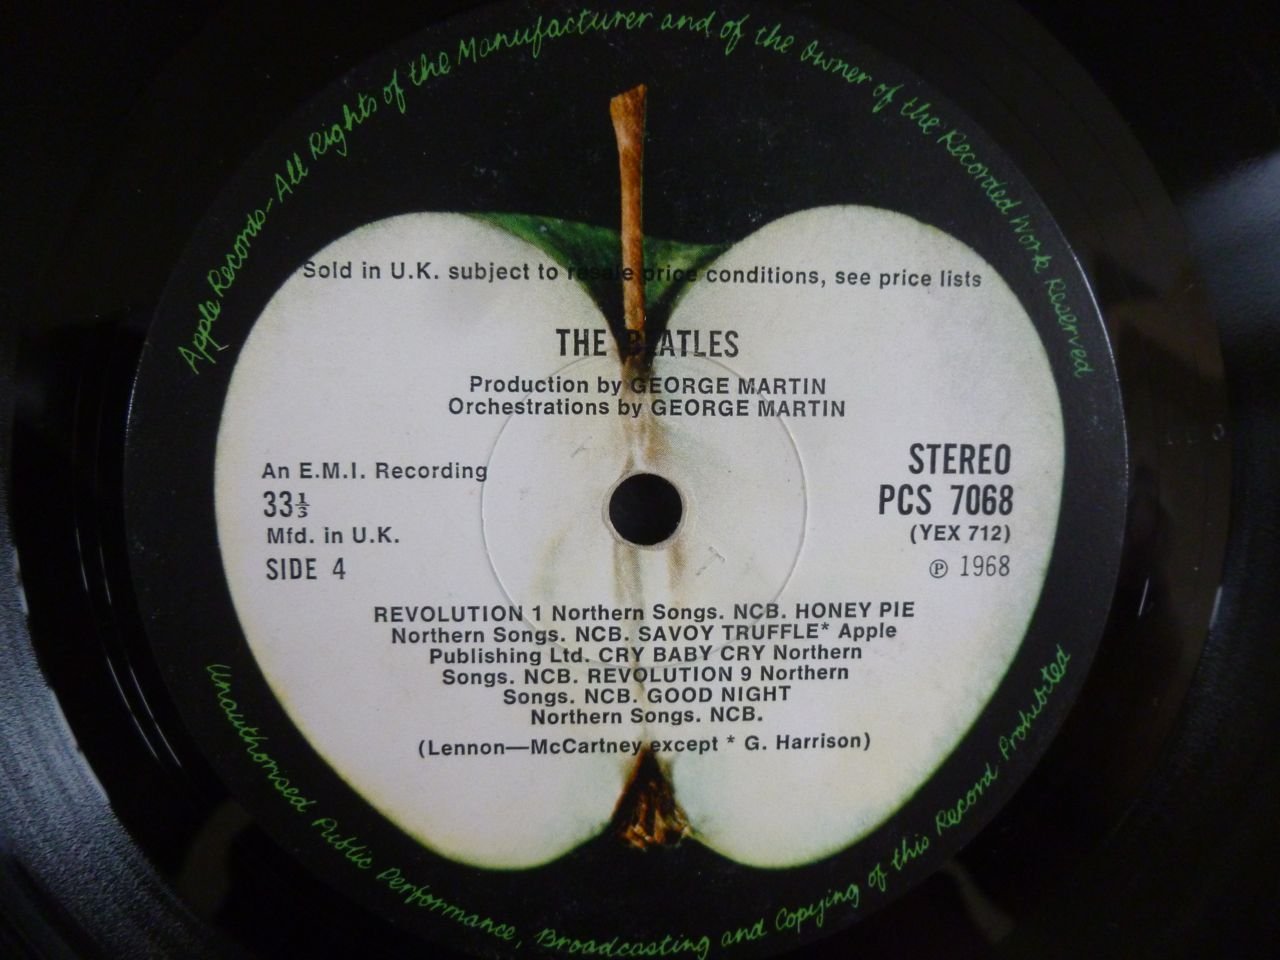 Apple Records—All Rights of the Manufacturer and of the Owner of the Recorded Work Reserved
Sold in U.K. subject to resale price conditions, see price lists
THE BEATLES
Production by GEORGE MARTIN
Orchestrations by GEORGE MARTIN
An E.M.I. Recording
33⅓
Mfd. in U.K.
SIDE 4
STEREO
PCS 7068
(YEX 712)
℗ 1968
REVOLUTION 1 Northern Songs. NCB. HONEY PIE
Northern Songs. NCB. SAVOY TRUFFLE* Apple
Publishing Ltd. CRY BABY CRY Northern
Songs. NCB. REVOLUTION 9 Northern
Songs. NCB. GOOD NIGHT
Northern Songs. NCB.
(Lennon—McCartney except * G. Harrison)
Unauthorised Public Performance, Broadcasting and Copying of this Record Prohibited